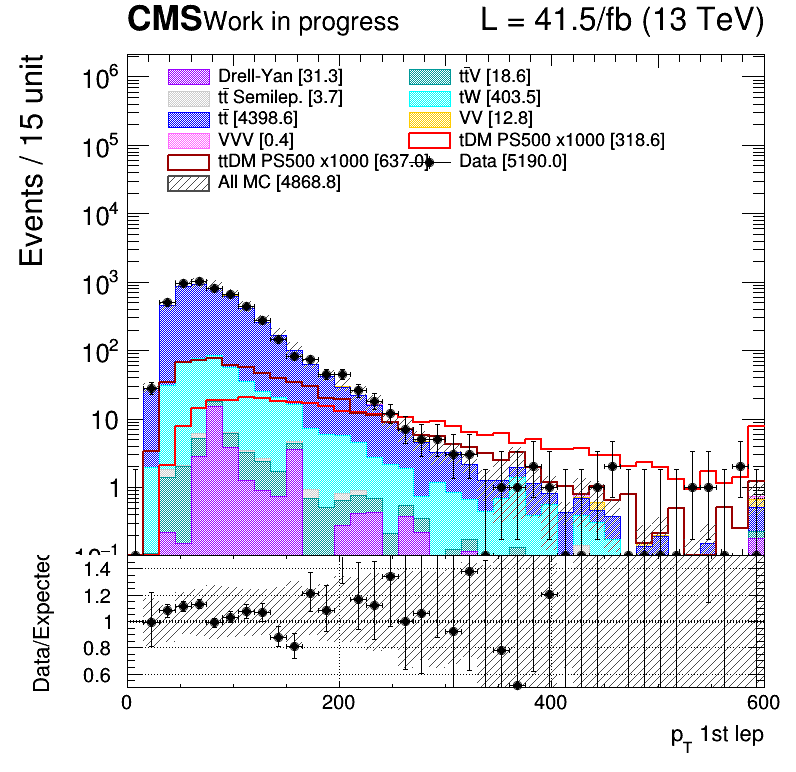 CMS Work in progress L = 41.5/fb (13 TeV)
Events / 15 unit
10⁶
10⁵
10⁴
10³
10²
10
1
10⁻¹
Drell-Yan [31.3]
tt̄ Semilep. [3.7]
tt̄ [4398.6]
VVV [0.4]
ttDM PS500 x1000 [637.0]
All MC [4868.8]
tt̄V [18.6]
tW [403.5]
VV [12.8]
tDM PS500 x1000 [318.6]
Data [5190.0]
Data/Expected
1.4
1.2
1
0.8
0.6
0 200 400 600
p_T 1st lep